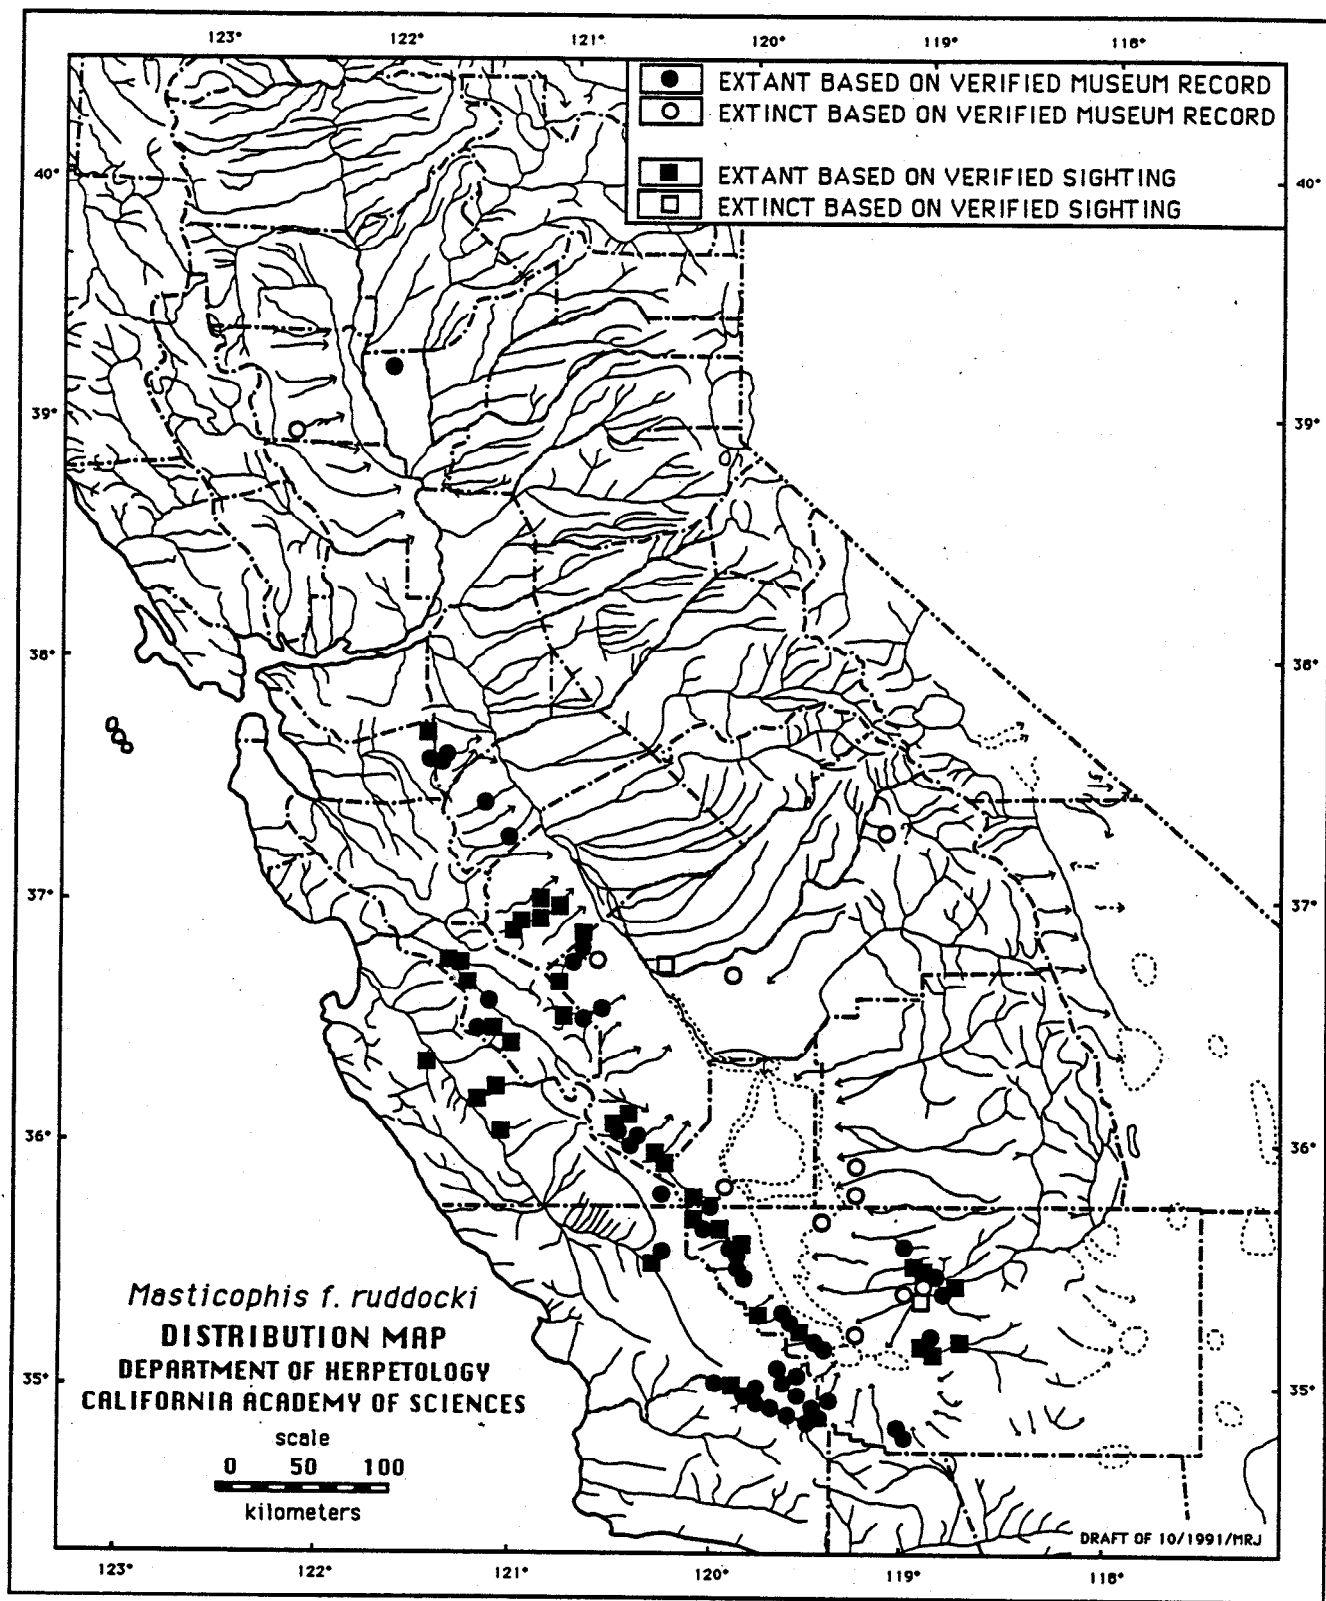 123° 122° 121° 120° 119° 118°
EXTANT BASED ON VERIFIED MUSEUM RECORD
EXTINCT BASED ON VERIFIED MUSEUM RECORD
EXTANT BASED ON VERIFIED SIGHTING
EXTINCT BASED ON VERIFIED SIGHTING
40° 40°
39° 39°
38° 38°
37° 37°
36° 36°
35° 35°
Masticophis f. ruddocki
DISTRIBUTION MAP
DEPARTMENT OF HERPETOLOGY
CALIFORNIA ACADEMY OF SCIENCES
scale
0 50 100
kilometers
DRAFT OF 10/1991/MRJ
123° 122° 121° 120° 119° 118°